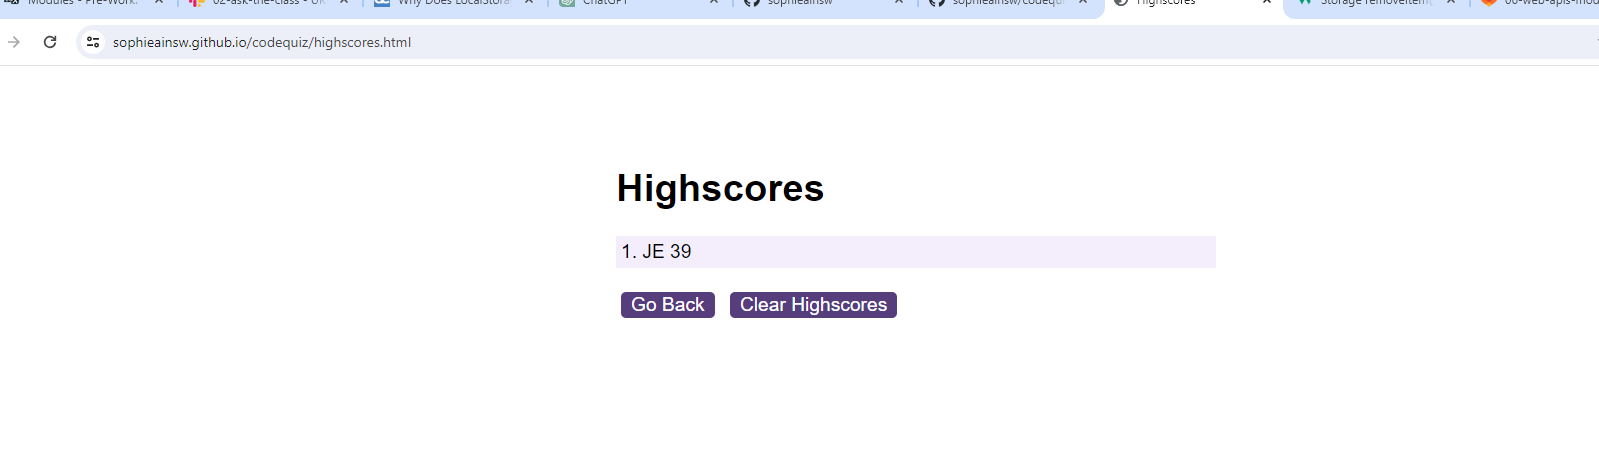 Modules - Pre-Work:
02-ask-the-class - UK
Why Does LocalStora
ChatGPT
sophieainsw
sophieainsw/codequi
Highscores
Storage removeItem
06-web-apis-mod
sophieainsw.github.io/codequiz/highscores.html
Highscores
1. JE 39
Go Back
Clear Highscores